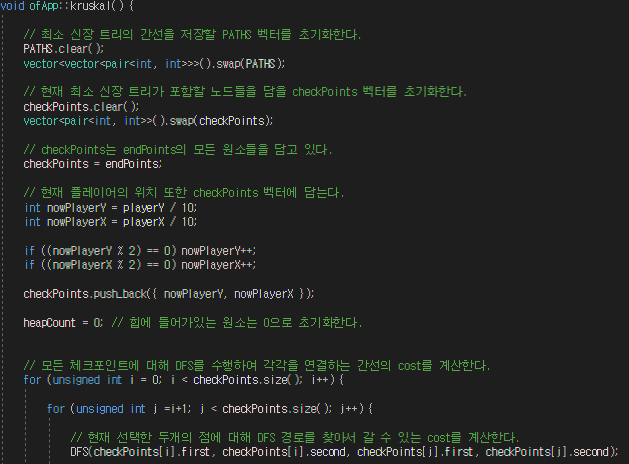 void ofApp::kruskal() {
// 최소 신장 트리의 간선을 저장할 PATHS 벡터를 초기화한다.
PATHS.clear();
vector<vector<pair<int, int>>>().swap(PATHS);
// 현재 최소 신장 트리가 포함할 노드들을 담을 checkPoints 벡터를 초기화한다.
checkPoints.clear();
vector<pair<int, int>>().swap(checkPoints);
// checkPoints는 endPoints의 모든 원소들을 담고 있다.
checkPoints = endPoints;
// 현재 플레이어의 위치 또한 checkPoints 벡터에 담는다.
int nowPlayerY = playerY / 10;
int nowPlayerX = playerX / 10;
if ((nowPlayerY % 2) == 0) nowPlayerY++;
if ((nowPlayerX % 2) == 0) nowPlayerX++;
checkPoints.push_back({ nowPlayerY, nowPlayerX });
heapCount = 0; // 힙에 들어가있는 원소는 0으로 초기화한다.
// 모든 체크포인트에 대해 DFS를 수행하여 각각을 연결하는 간선의 cost를 계산한다.
for (unsigned int i = 0; i < checkPoints.size(); i++) {
for (unsigned int j =i+1; j < checkPoints.size(); j++) {
// 현재 선택한 두개의 점에 대해 DFS 경로를 찾아서 갈 수 있는 cost를 계산한다.
DFS(checkPoints[i].first, checkPoints[i].second, checkPoints[j].first, checkPoints[j].second);